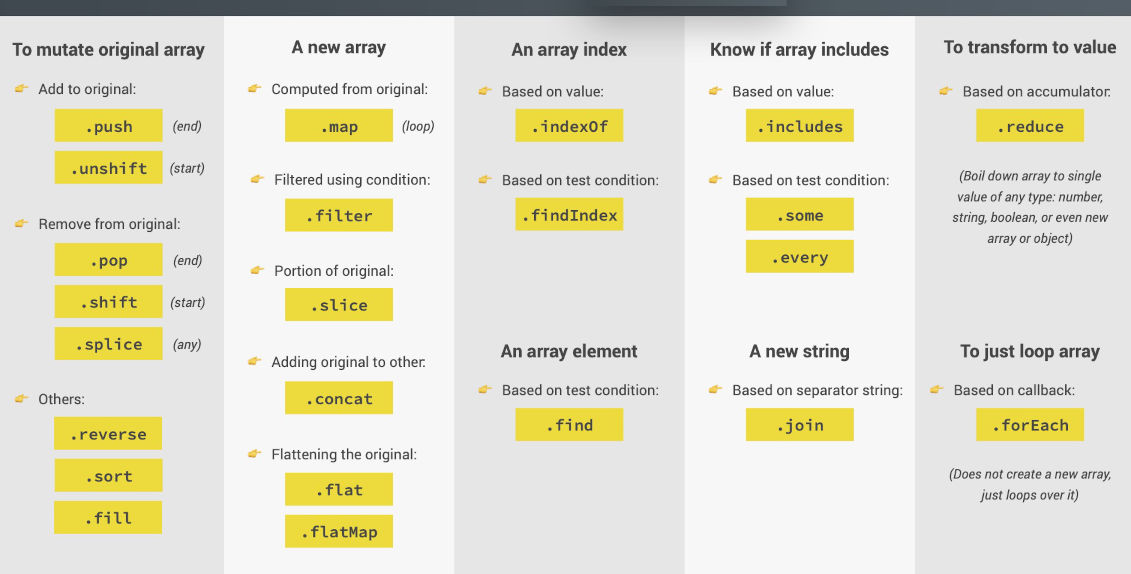 To mutate original array
Add to original:
.push (end)
.unshift (start)
Remove from original:
.pop (end)
.shift (start)
.splice (any)
Others:
.reverse
.sort
.fill
A new array
Computed from original:
.map (loop)
Filtered using condition:
.filter
Portion of original:
.slice
Adding original to other:
.concat
Flattening the original:
.flat
.flatMap
An array index
Based on value:
.indexOf
Based on test condition:
.findIndex
An array element
Based on test condition:
.find
Know if array includes
Based on value:
.includes
Based on test condition:
.some
.every
A new string
Based on separator string:
.join
To transform to value
Based on accumulator:
.reduce
(Boil down array to single
value of any type: number,
string, boolean, or even new
array or object)
To just loop array
Based on callback:
.forEach
(Does not create a new array,
just loops over it)